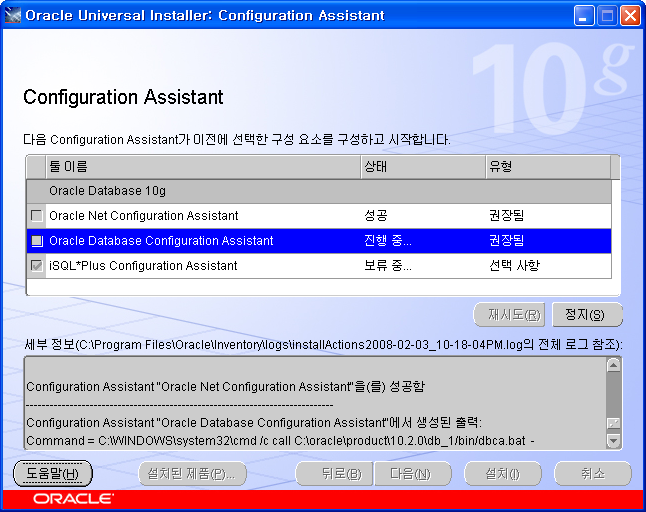 Oracle Universal Installer: Configuration Assistant
10g
Configuration Assistant
다음 Configuration Assistant가 이전에 선택한 구성 요소를 구성하고 시작합니다.
툴 이름 상태 유형
Oracle Database 10g
Oracle Net Configuration Assistant 성공 권장됨
Oracle Database Configuration Assistant 진행 중... 권장됨
iSQL*Plus Configuration Assistant 보류 중... 선택 사항
재시도(R) 정지(S)
세부 정보(C:\Program Files\Oracle\Inventory\logs\installActions2008-02-03_10-18-04PM.log의 전체 로그 참조):
Configuration Assistant "Oracle Net Configuration Assistant"을(를) 성공함
-----------------------------------------------------------------------------
Configuration Assistant "Oracle Database Configuration Assistant"에서 생성된 출력:
Command = C:\WINDOWS\system32\cmd /c call C:\oracle\product\10.2.0\db_1/bin/dbca.bat -
도움말(H) 설치된 제품(P)... 뒤로(B) 다음(N) 설치(I) 취소
ORACLE